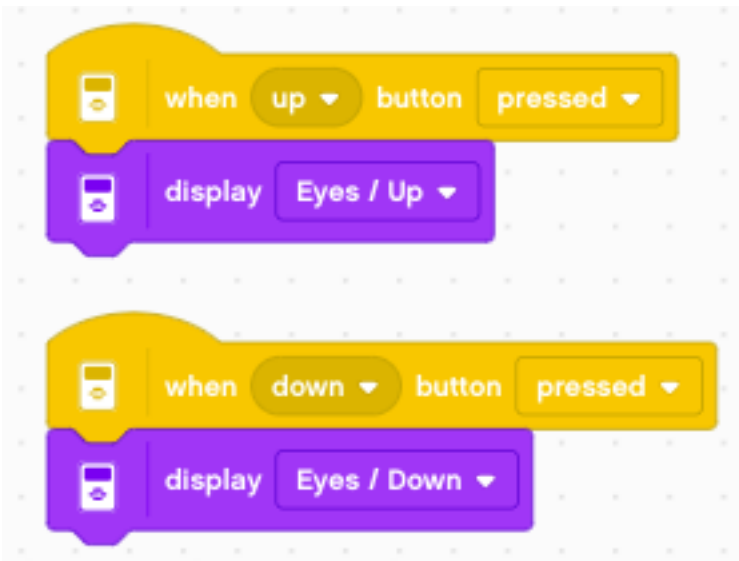 when up button pressed
display Eyes / Up
when down button pressed
display Eyes / Down